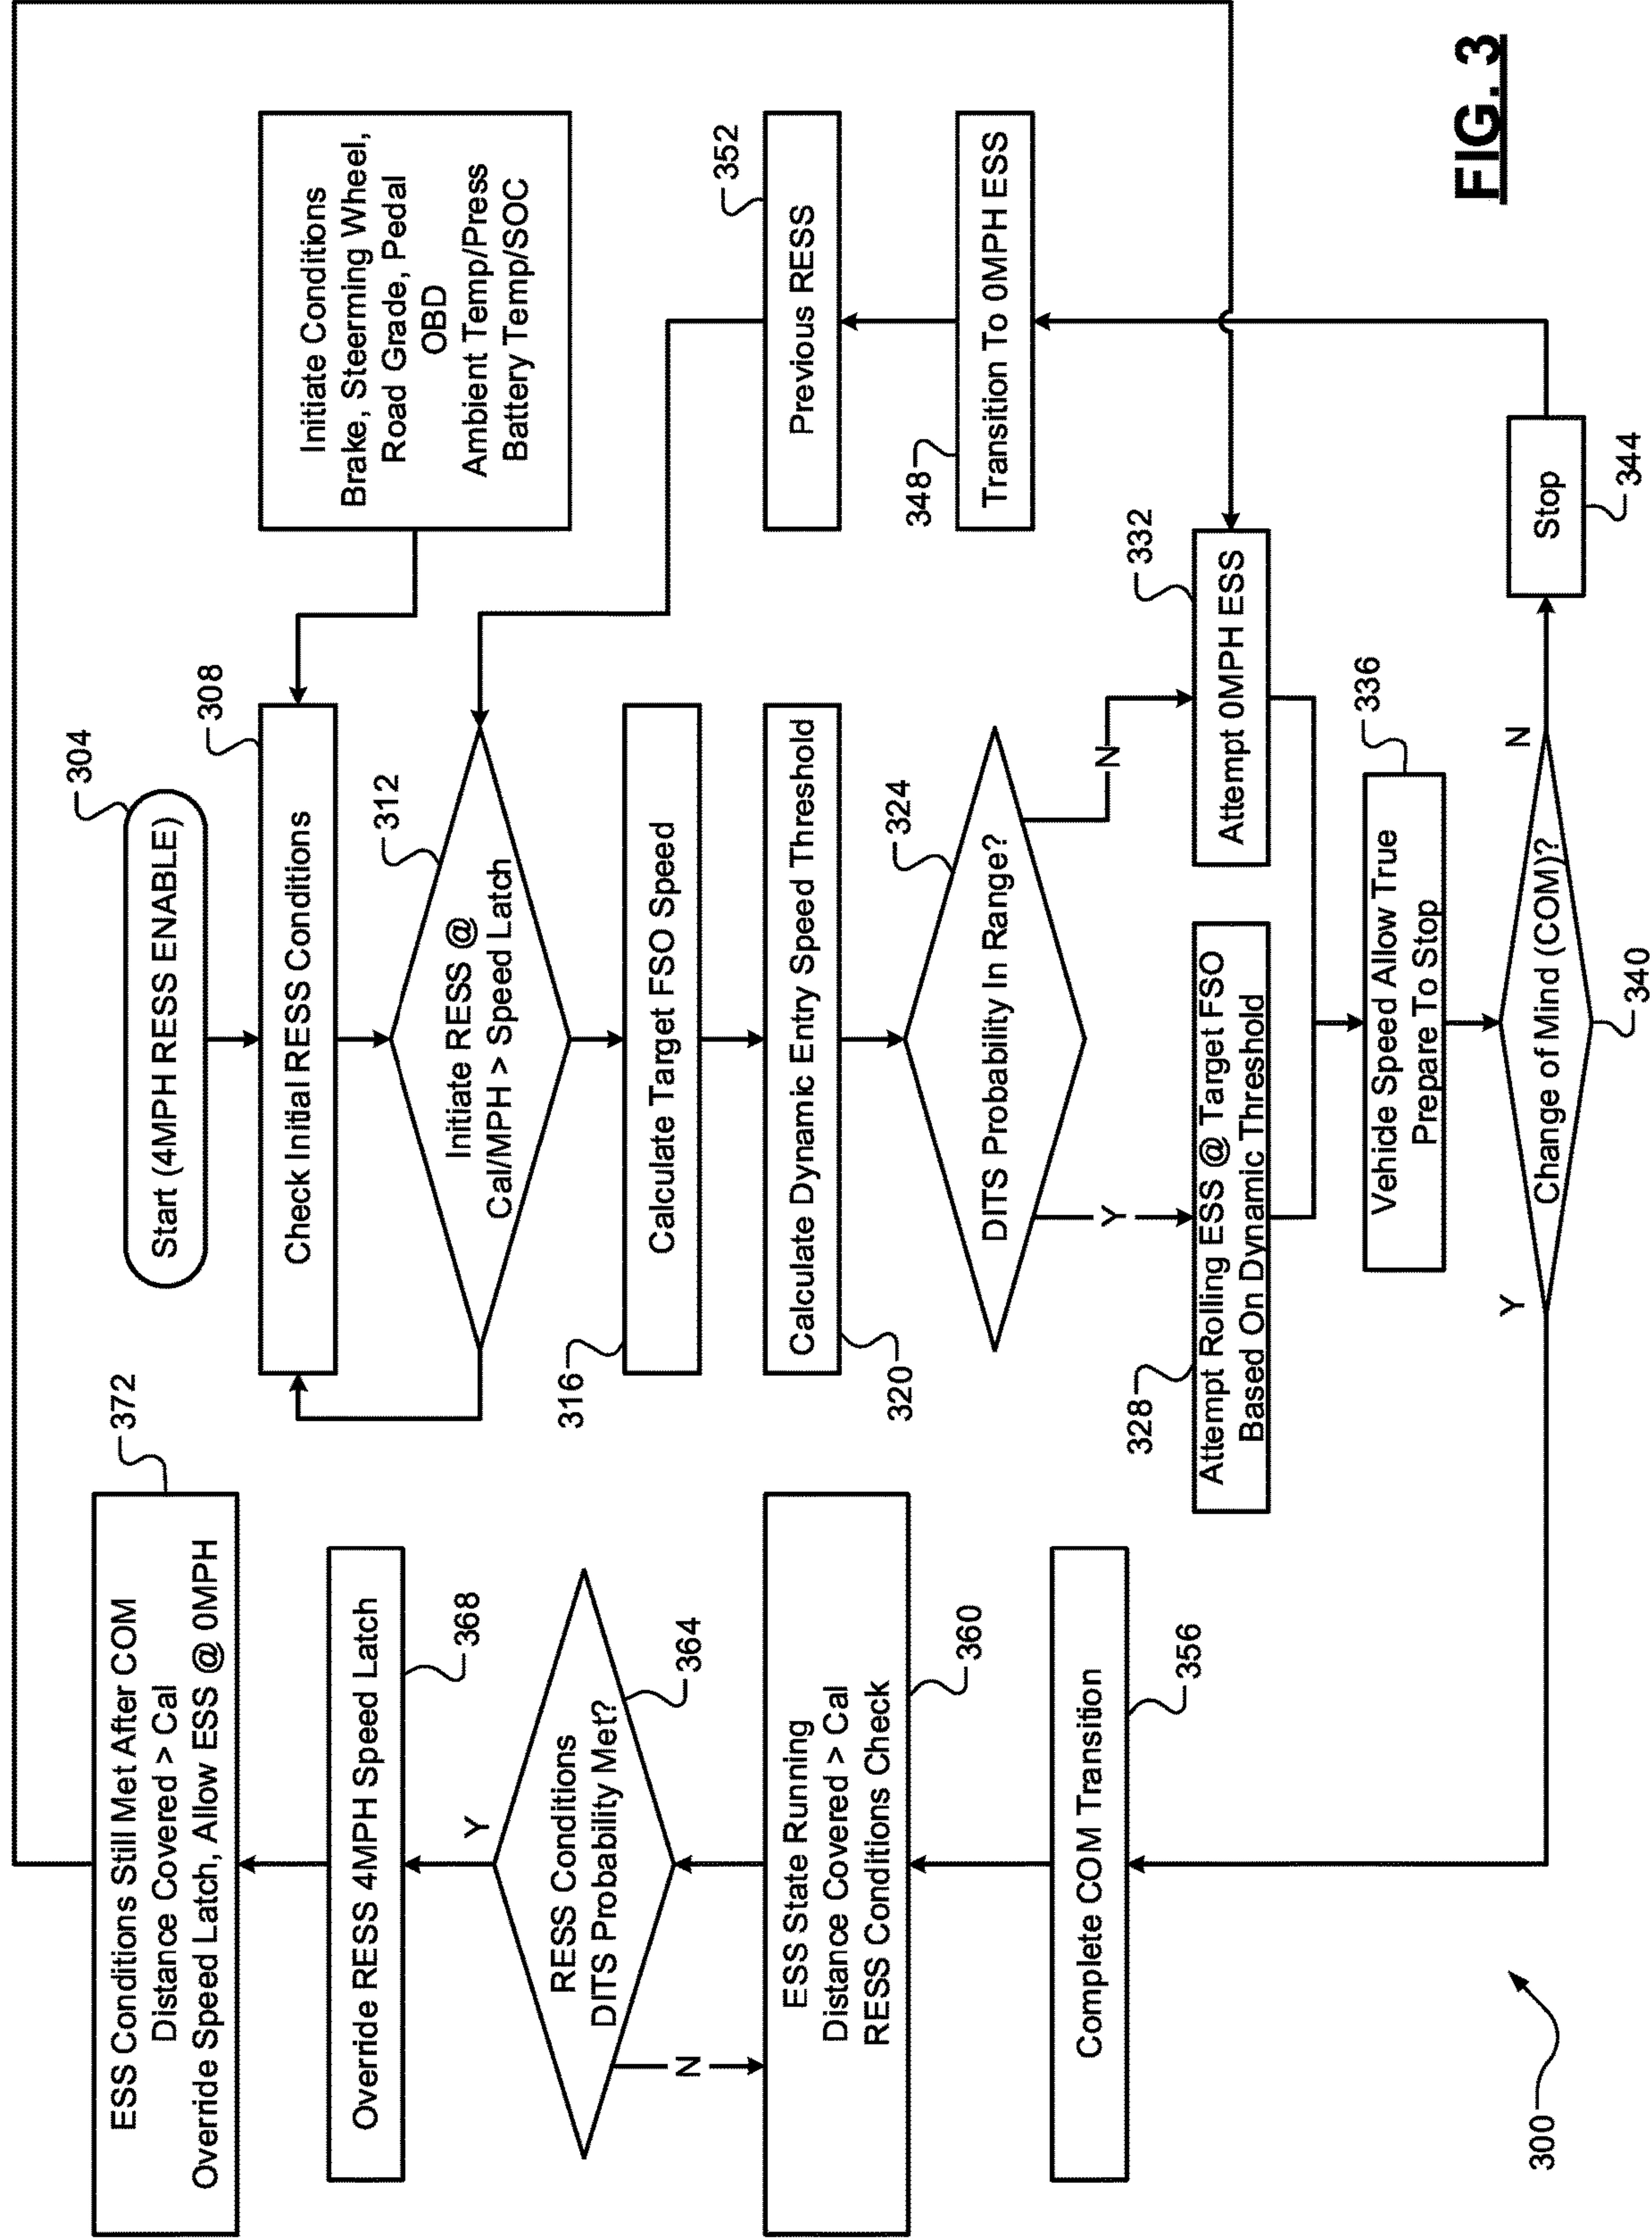 304
Start (4MPH RESS ENABLE)
308
Check Initial RESS Conditions
Initiate Conditions
Brake, Steerming Wheel,
Road Grade, Pedal
OBD
Ambient Temp/Press
Battery Temp/SOC
312
Initiate RESS @
Cal/MPH > Speed Latch
316
Calculate Target FSO Speed
320
Calculate Dynamic Entry Speed Threshold
324
DITS Probability In Range?
Y
N
328
Attempt Rolling ESS @ Target FSO
Based On Dynamic Threshold
332
Attempt 0MPH ESS
336
Vehicle Speed Allow True
Prepare To Stop
Change of Mind (COM)?
340
Y
N
Stop
344
348
Transition To 0MPH ESS
352
Previous RESS
Complete COM Transition
356
ESS State Running
Distance Covered > Cal
RESS Conditions Check
360
RESS Conditions
DITS Probability Met?
364
N
Y
Override RESS 4MPH Speed Latch
368
372
ESS Conditions Still Met After COM
Distance Covered > Cal
Override Speed Latch, Allow ESS @ 0MPH
300
FIG. 3